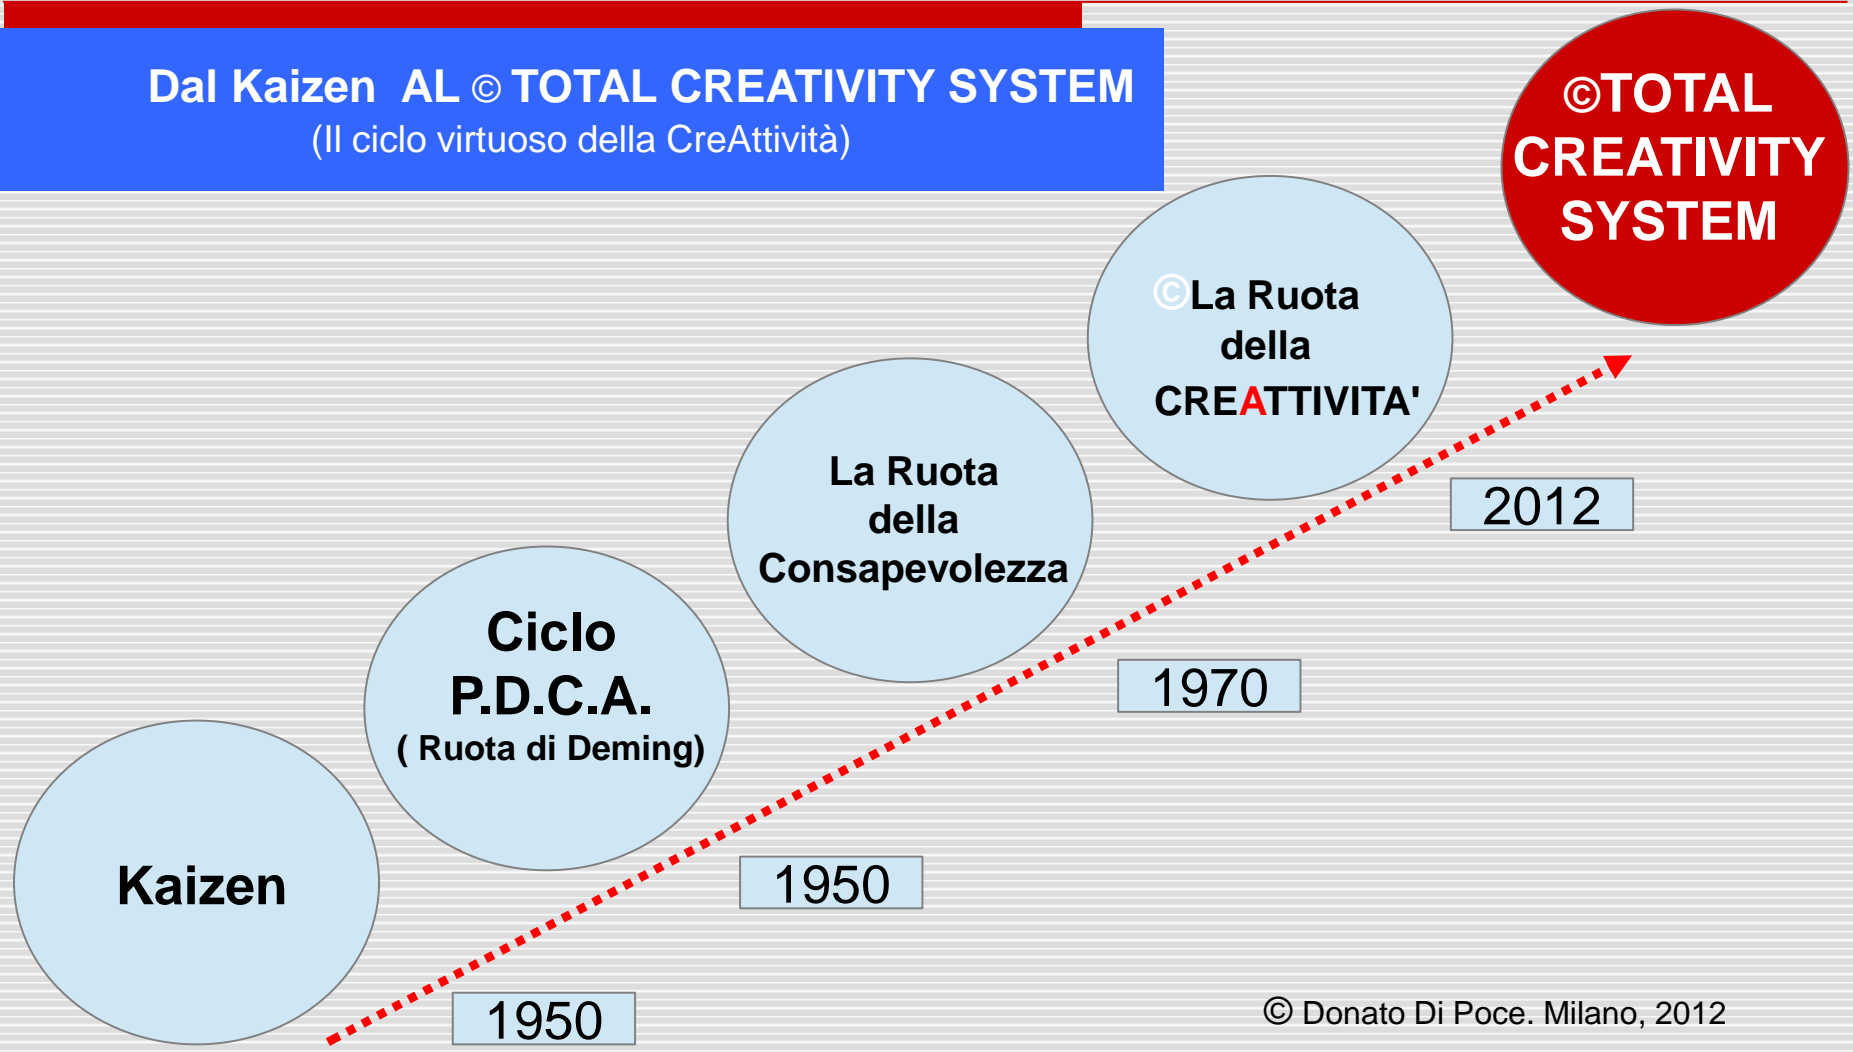 Dal Kaizen AL © TOTAL CREATIVITY SYSTEM
(Il ciclo virtuoso della CreAttività)
©TOTAL
CREATIVITY
SYSTEM
©La Ruota
della
CREATTIVITA'
La Ruota
della
Consapevolezza
Ciclo
P.D.C.A.
( Ruota di Deming)
Kaizen
2012
1970
1950
1950
© Donato Di Poce. Milano, 2012